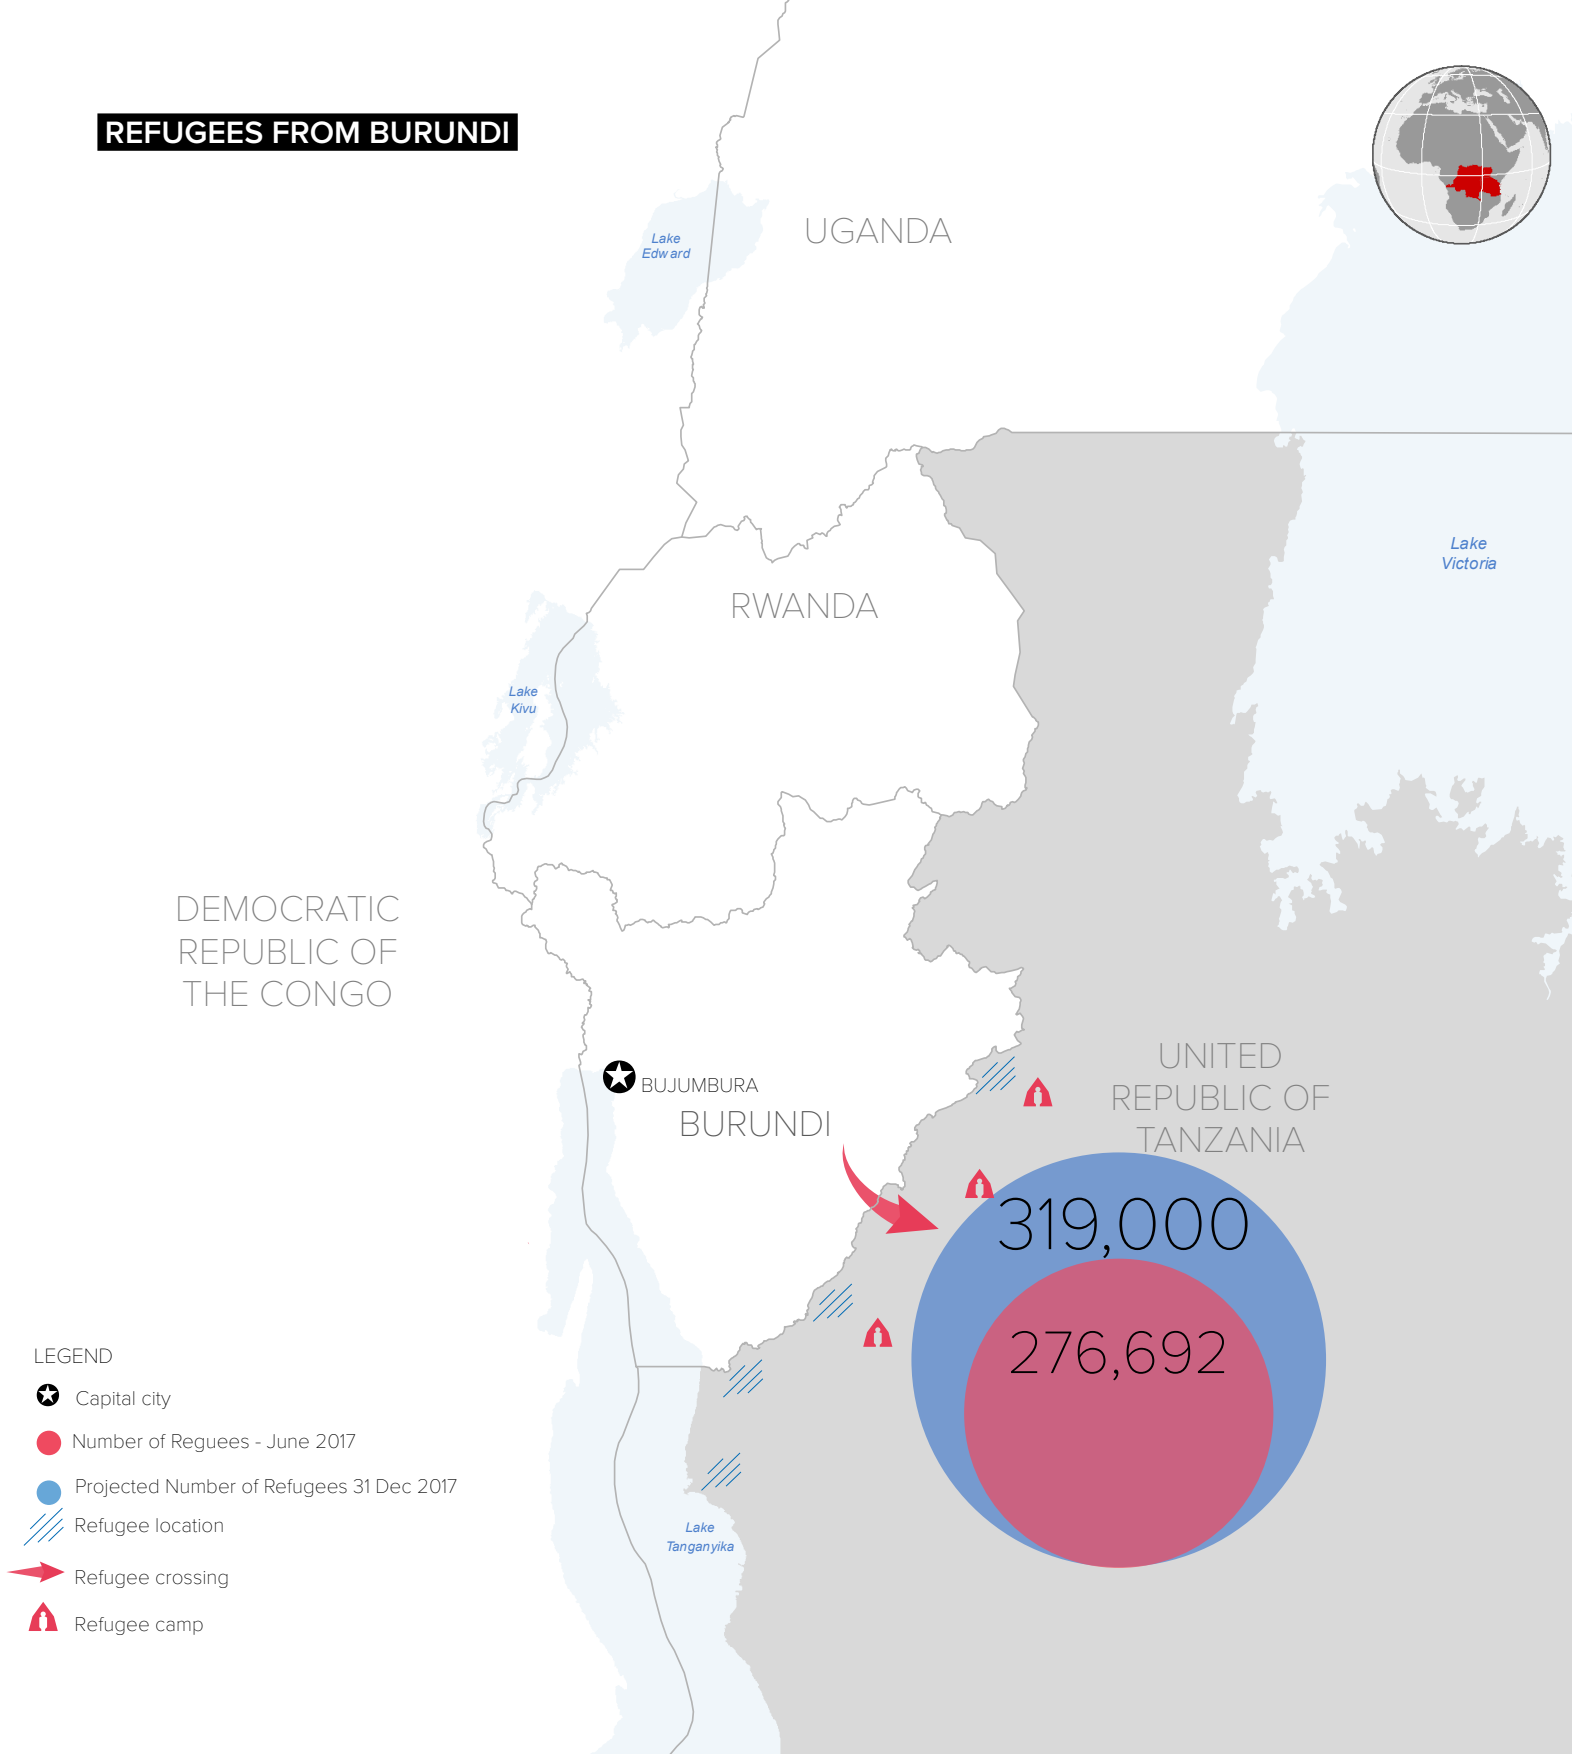 REFUGEES FROM BURUNDI
UGANDA
Lake
Edward
Lake
Victoria
RWANDA
Lake
Kivu
DEMOCRATIC
REPUBLIC OF
THE CONGO
UNITED
REPUBLIC OF
TANZANIA
BUJUMBURA
BURUNDI
319,000
276,692
Lake
Tanganyika
LEGEND
Capital city
Number of Reguees - June 2017
Projected Number of Refugees 31 Dec 2017
Refugee location
Refugee crossing
Refugee camp